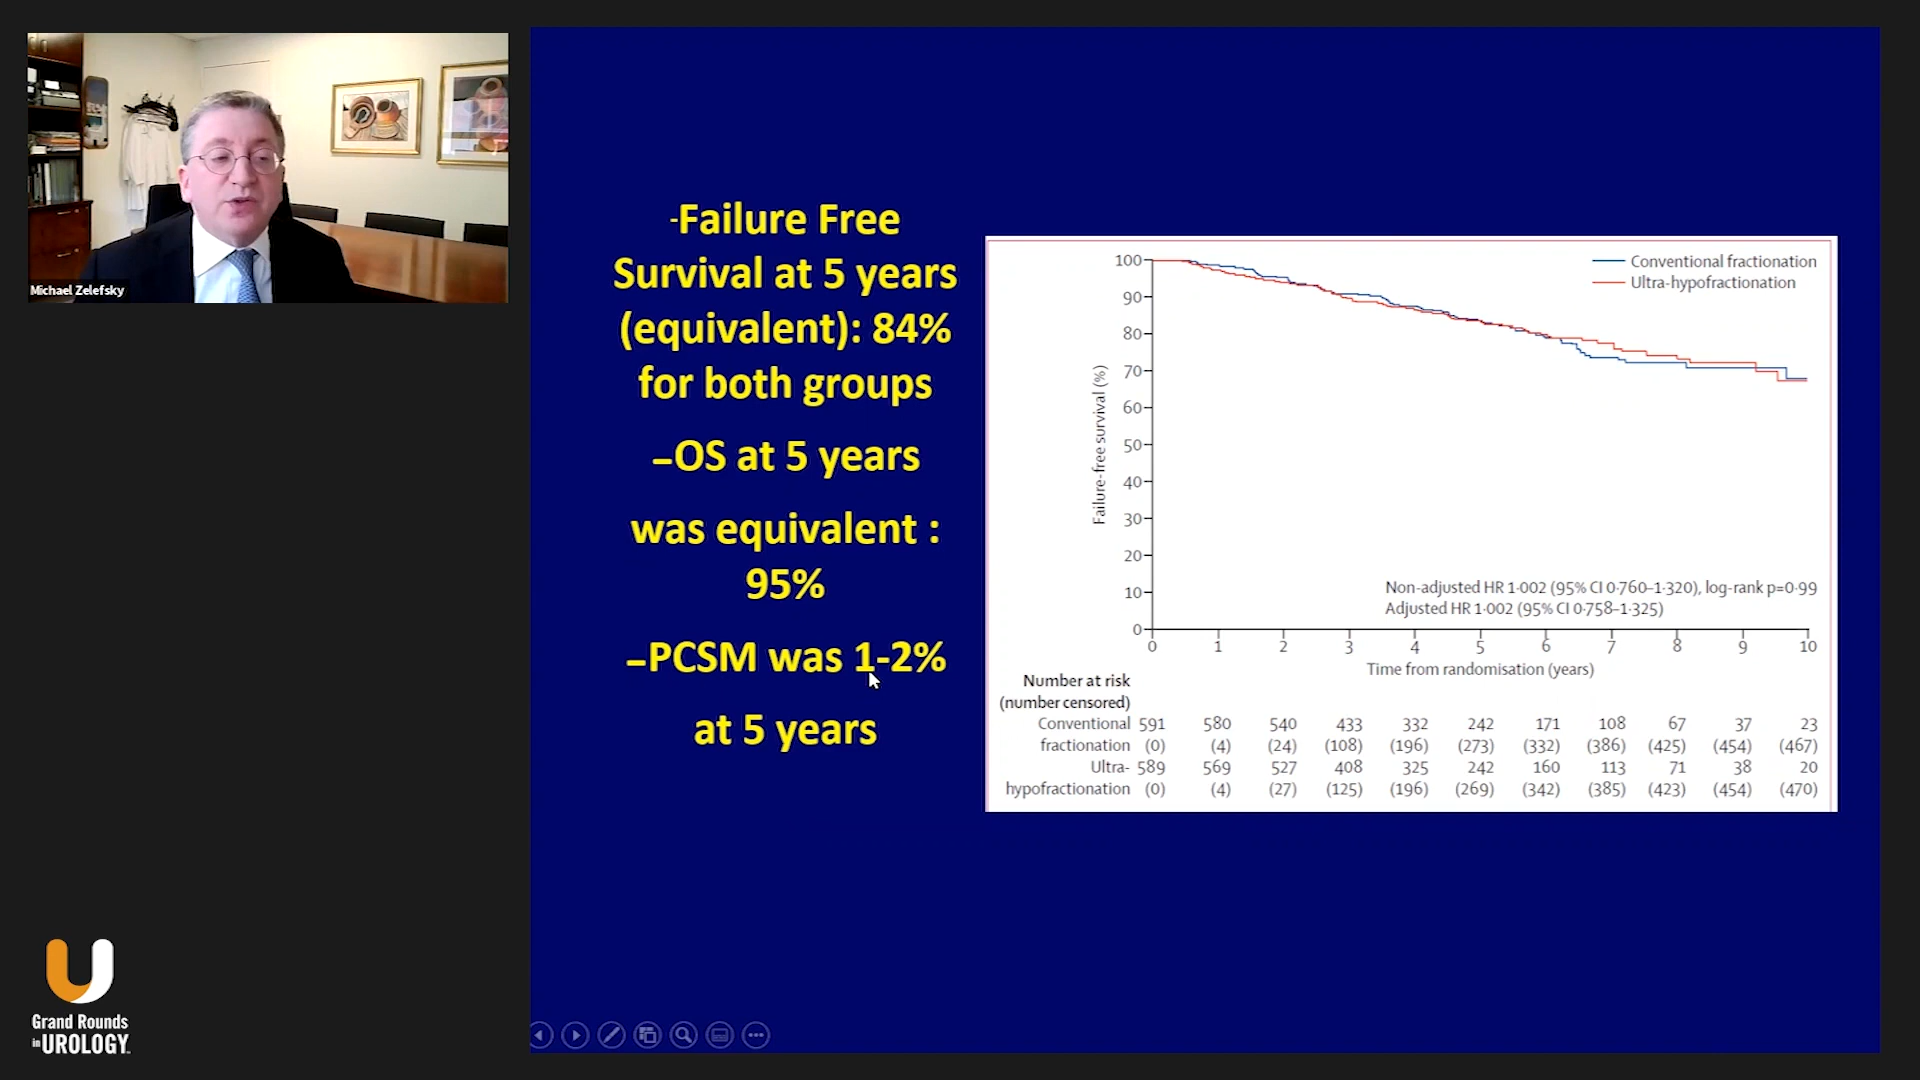 Michael Zelefsky
-Failure Free
Survival at 5 years
(equivalent): 84%
for both groups
–OS at 5 years
was equivalent :
95%
–PCSM was 1-2%
at 5 years
Conventional fractionation
Ultra-hypofractionation
Failure-free survival (%)
100
90
80
70
60
50
40
30
20
10
0
Non-adjusted HR 1·002 (95% CI 0·760–1·320), log-rank p=0·99
Adjusted HR 1·002 (95% CI 0·758–1·325)
0 1 2 3 4 5 6 7 8 9 10
Time from randomisation (years)
Number at risk
(number censored)
Conventional 591 580 540 433 332 242 171 108 67 37 23
fractionation (0) (4) (24) (108) (196) (273) (332) (386) (425) (454) (467)
Ultra- 589 569 527 408 325 242 160 113 71 38 20
hypofractionation (0) (4) (27) (125) (196) (269) (342) (385) (423) (454) (470)
Grand Rounds
in UROLOGY